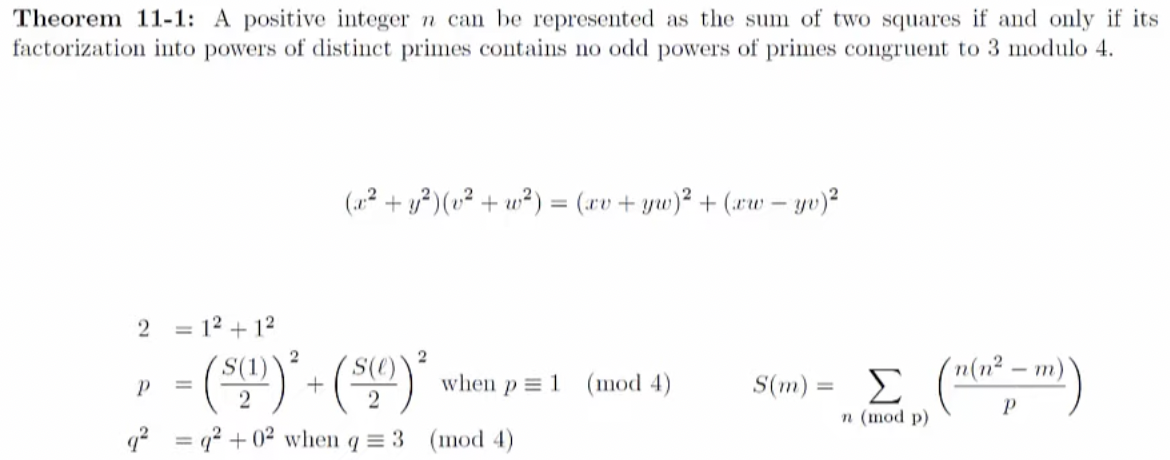 Theorem 11-1: A positive integer n can be represented as the sum of two squares if and only if its
factorization into powers of distinct primes contains no odd powers of primes congruent to 3 modulo 4.
(x² + y²)(v² + w²) = (xv + yw)² + (xw − yv)²
2 = 1² + 1²
p = (S(1)/2)² + (S(ℓ)/2)² when p ≡ 1 (mod 4) S(m) = ∑_{n (mod p)} (n(n² − m)/p)
q² = q² + 0² when q ≡ 3 (mod 4)